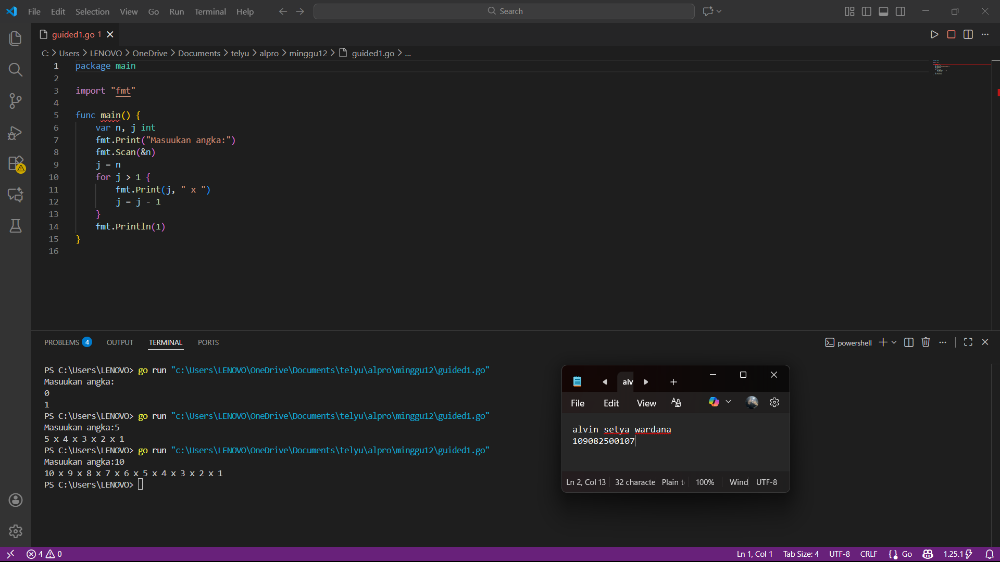 File Edit Selection View Go Run Terminal Help Search
guided1.go 1
C: > Users > LENOVO > OneDrive > Documents > telyu > alpro > minggu12 > guided1.go > ...
1 package main
2
3 import "fmt"
4
5 func main() {
6 var n, j int
7 fmt.Print("Masuukan angka:")
8 fmt.Scan(&n)
9 j = n
10 for j > 1 {
11 fmt.Print(j, " x ")
12 j = j - 1
13 }
14 fmt.Println(1)
15 }
16
PROBLEMS 4 OUTPUT TERMINAL PORTS powershell
PS C:\Users\LENOVO> go run "c:\Users\LENOVO\OneDrive\Documents\telyu\alpro\minggu12\guided1.go"
Masuukan angka:
0
1
PS C:\Users\LENOVO> go run "c:\Users\LENOVO\OneDrive\Documents\telyu\alpro\minggu12\guided1.go"
Masuukan angka:5
5 x 4 x 3 x 2 x 1
PS C:\Users\LENOVO> go run "c:\Users\LENOVO\OneDrive\Documents\telyu\alpro\minggu12\guided1.go"
Masuukan angka:10
10 x 9 x 8 x 7 x 6 x 5 x 4 x 3 x 2 x 1
PS C:\Users\LENOVO>
alv
File Edit View
alvin setya wardana
109082500107
Ln 2, Col 13 32 characte Plain t 100% Wind UTF-8
4 0 Ln 1, Col 1 Tab Size: 4 UTF-8 CRLF {} Go 1.25.1